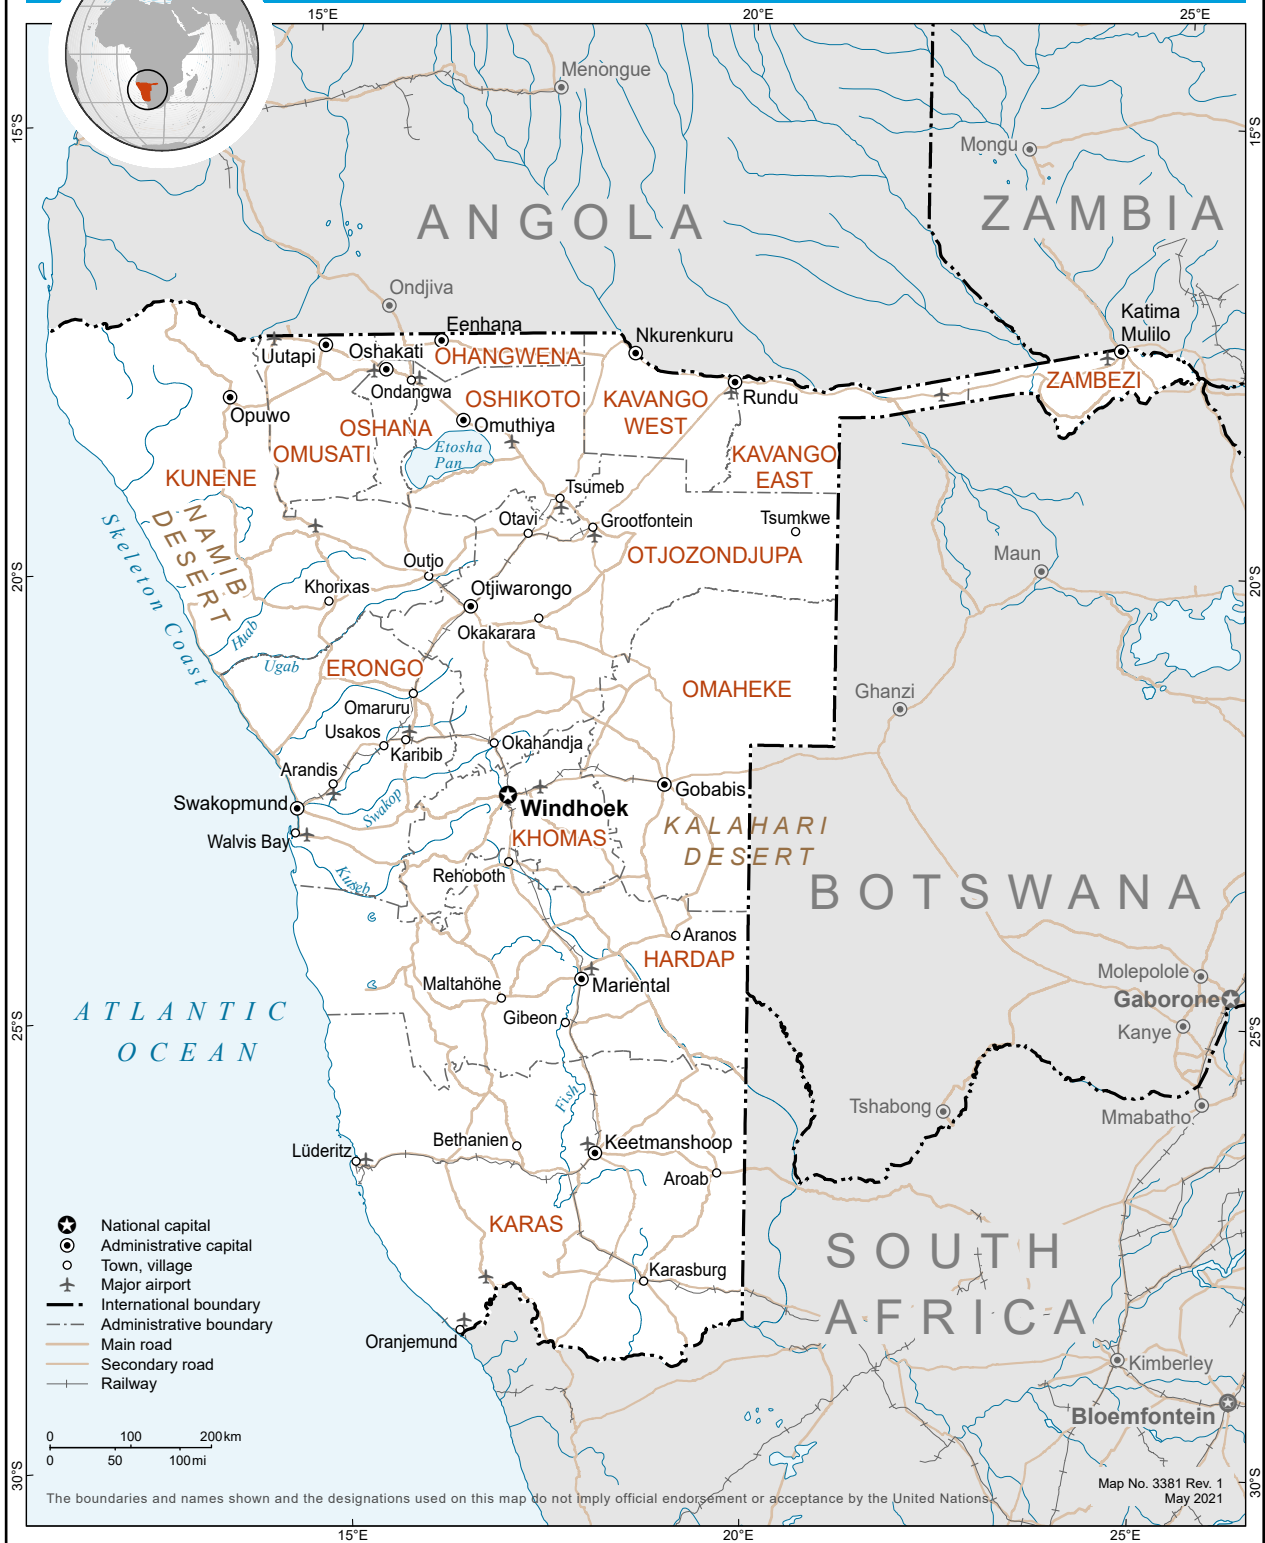 15°E
20°E
25°E
15°S
15°S
Menongue
Mongu
ANGOLA
ZAMBIA
Ondjiva
Katima
Mulilo
Eenhana
Nkurenkuru
Uutapi
Oshakati
OHANGWENA
ZAMBEZI
Ondangwa
Rundu
Opuwo
OSHIKOTO
KAVANGO
WEST
OSHANA
Omuthiya
OMUSATI
Etosha
Pan
KAVANGO
EAST
KUNENE
Tsumeb
Otavi
Grootfontein
Tsumkwe
NAMIB
DESERT
Skeleton Coast
OTJOZONDJUPA
Maun
Outjo
20°S
20°S
Khorixas
Otjiwarongo
Okakarara
Huab
Ugab
ERONGO
OMAHEKE
Ghanzi
Omaruru
Usakos
Karibib
Okahandja
Arandis
Swakopmund
Swakop
Windhoek
Gobabis
Walvis Bay
KHOMAS
KALAHARI
DESERT
Kuiseb
Rehoboth
BOTSWANA
Aranos
HARDAP
Maltahöhe
Mariental
Molepolole
Gaborone
ATLANTIC
OCEAN
Gibeon
Kanye
25°S
25°S
Fish
Tshabong
Mmabatho
Lüderitz
Bethanien
Keetmanshoop
Aroab
KARAS
SOUTH
AFRICA
Karasburg
Oranjemund
Kimberley
Bloemfontein
National capital
Administrative capital
Town, village
Major airport
International boundary
Administrative boundary
Main road
Secondary road
Railway
0 100 200 km
0 50 100 mi
30°S
30°S
Map No. 3381 Rev. 1
May 2021
The boundaries and names shown and the designations used on this map do not imply official endorsement or acceptance by the United Nations.
15°E
20°E
25°E